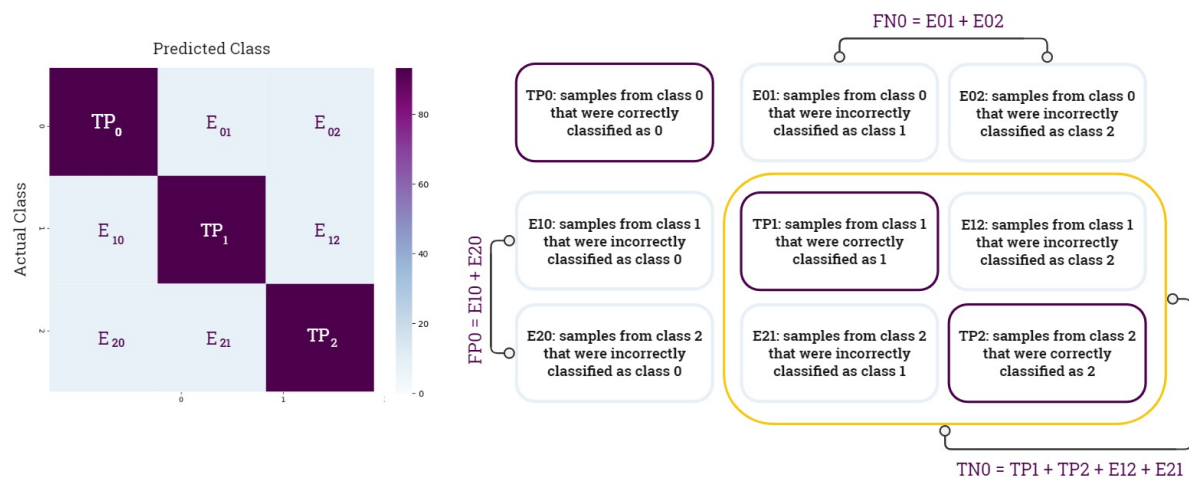 Predicted Class
Actual Class
0
1
2
TP0
E 01
E 02
E 10
TP1
E 12
E 20
E 21
TP2
0
1
80
60
40
20
0
FN0 = E01 + E02
TP0: samples from class 0
that were correctly
classified as 0
E01: samples from class 0
that were incorrectly
classified as class 1
E02: samples from class 0
that were incorrectly
classified as class 2
FP0 = E10 + E20
E10: samples from class 1
that were incorrectly
classified as class 0
TP1: samples from class 1
that were correctly
classified as 1
E12: samples from class 1
that were incorrectly
classified as class 2
E20: samples from class 2
that were incorrectly
classified as class 0
E21: samples from class 2
that were incorrectly
classified as class 1
TP2: samples from class 2
that were correctly
classified as 2
TN0 = TP1 + TP2 + E12 + E21